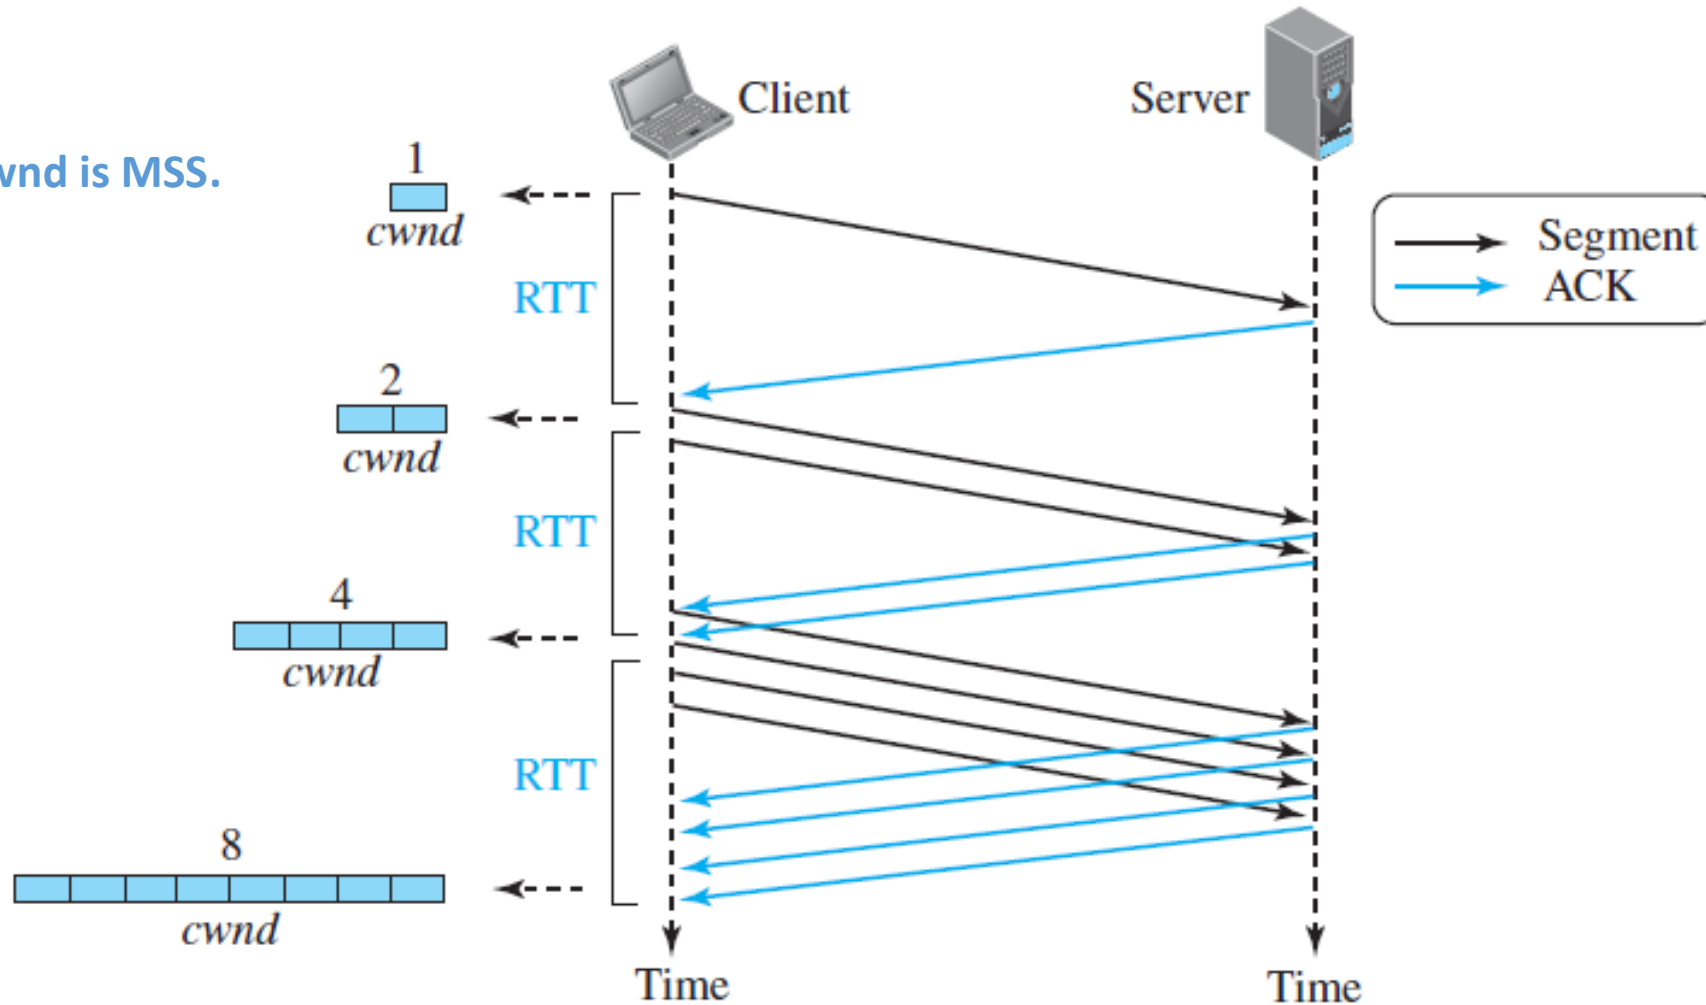 Client
Server
1
wnd is MSS.
cwnd
Segment
ACK
RTT
2
cwnd
RTT
4
cwnd
RTT
8
cwnd
Time
Time